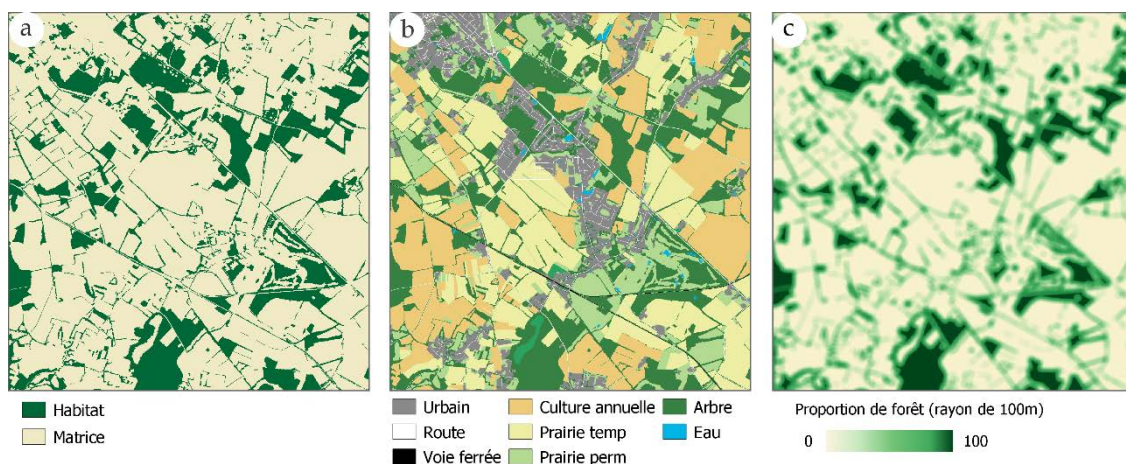 a
b
c
Habitat
Matrice
Urbain
Route
Voie ferrée
Culture annuelle
Prairie temp
Prairie perm
Arbre
Eau
Proportion de forêt (rayon de 100m)
0 100